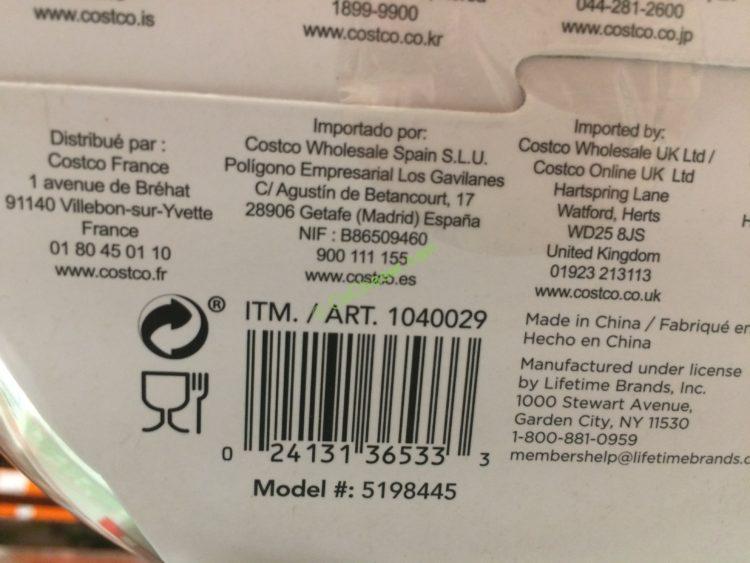 www.costco.is
1899-9900
www.costco.co.kr
044-281-2600
www.costco.co.jp
Distribué par :
Costco France
1 avenue de Bréhat
91140 Villebon-sur-Yvette
France
01 80 45 01 10
www.costco.fr
Importado por:
Costco Wholesale Spain S.L.U.
Polígono Empresarial Los Gavilanes
C/ Agustín de Betancourt, 17
28906 Getafe (Madrid) España
NIF : B86509460
900 111 155
www.costco.es
Imported by:
Costco Wholesale UK Ltd /
Costco Online UK Ltd
Hartspring Lane
Watford, Herts
WD25 8JS
United Kingdom
01923 213113
www.costco.co.uk
H
®
ITM. / ART. 1040029
0 24131 36533 3
Model #: 5198445
Made in China / Fabriqué en
Hecho en China
Manufactured under license
by Lifetime Brands, Inc.
1000 Stewart Avenue,
Garden City, NY 11530
1-800-881-0959
membershelp@lifetimebrands.c